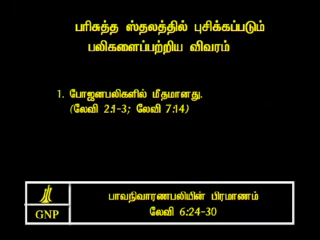 பரிசுத்த ஸ்தலத்தில் புசிக்கப்படும்
பலிகளைப்பற்றிய விவரம்
1. போஜனபலிகளில் மீதமானது.
(லேவி 2:1-3; லேவி 7:14)
GNP
பாவநிவாரணபலியின் பிரமாணம்
லேவி 6:24-30